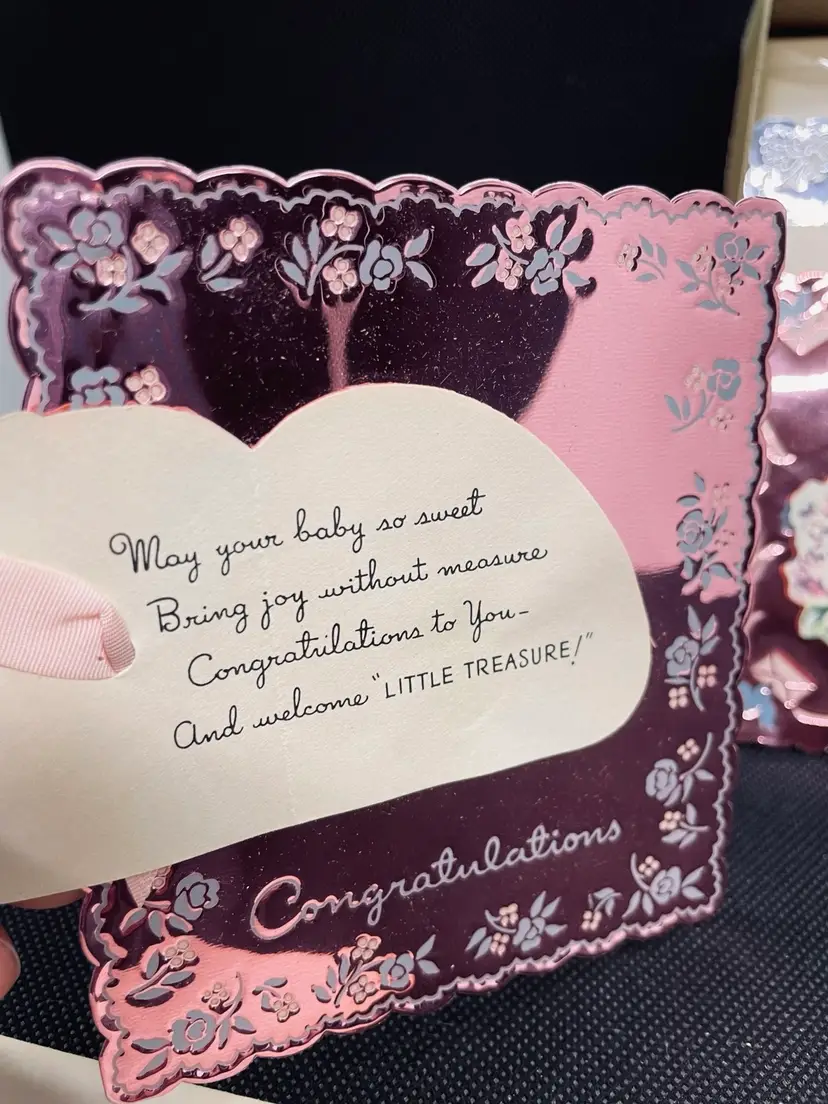 May your baby so sweet
Bring joy without measure
Congratulations to You-
And welcome "LITTLE TREASURE!"
Congratulations